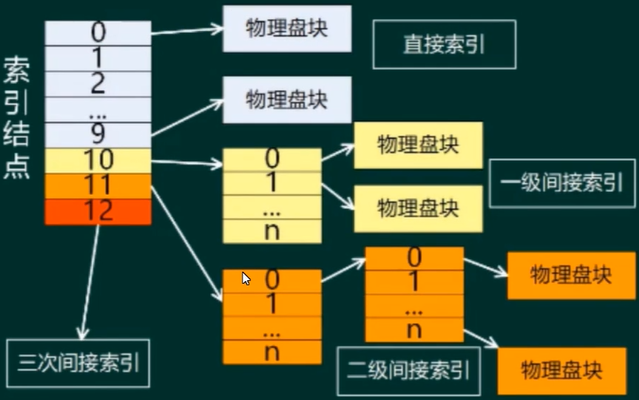 索引结点
0
1
2
...
9
10
11
12
物理盘块
直接索引
物理盘块
0
1
...
n
物理盘块
物理盘块
一级间接索引
0
1
...
n
0
1
...
n
物理盘块
物理盘块
二级间接索引
三次间接索引